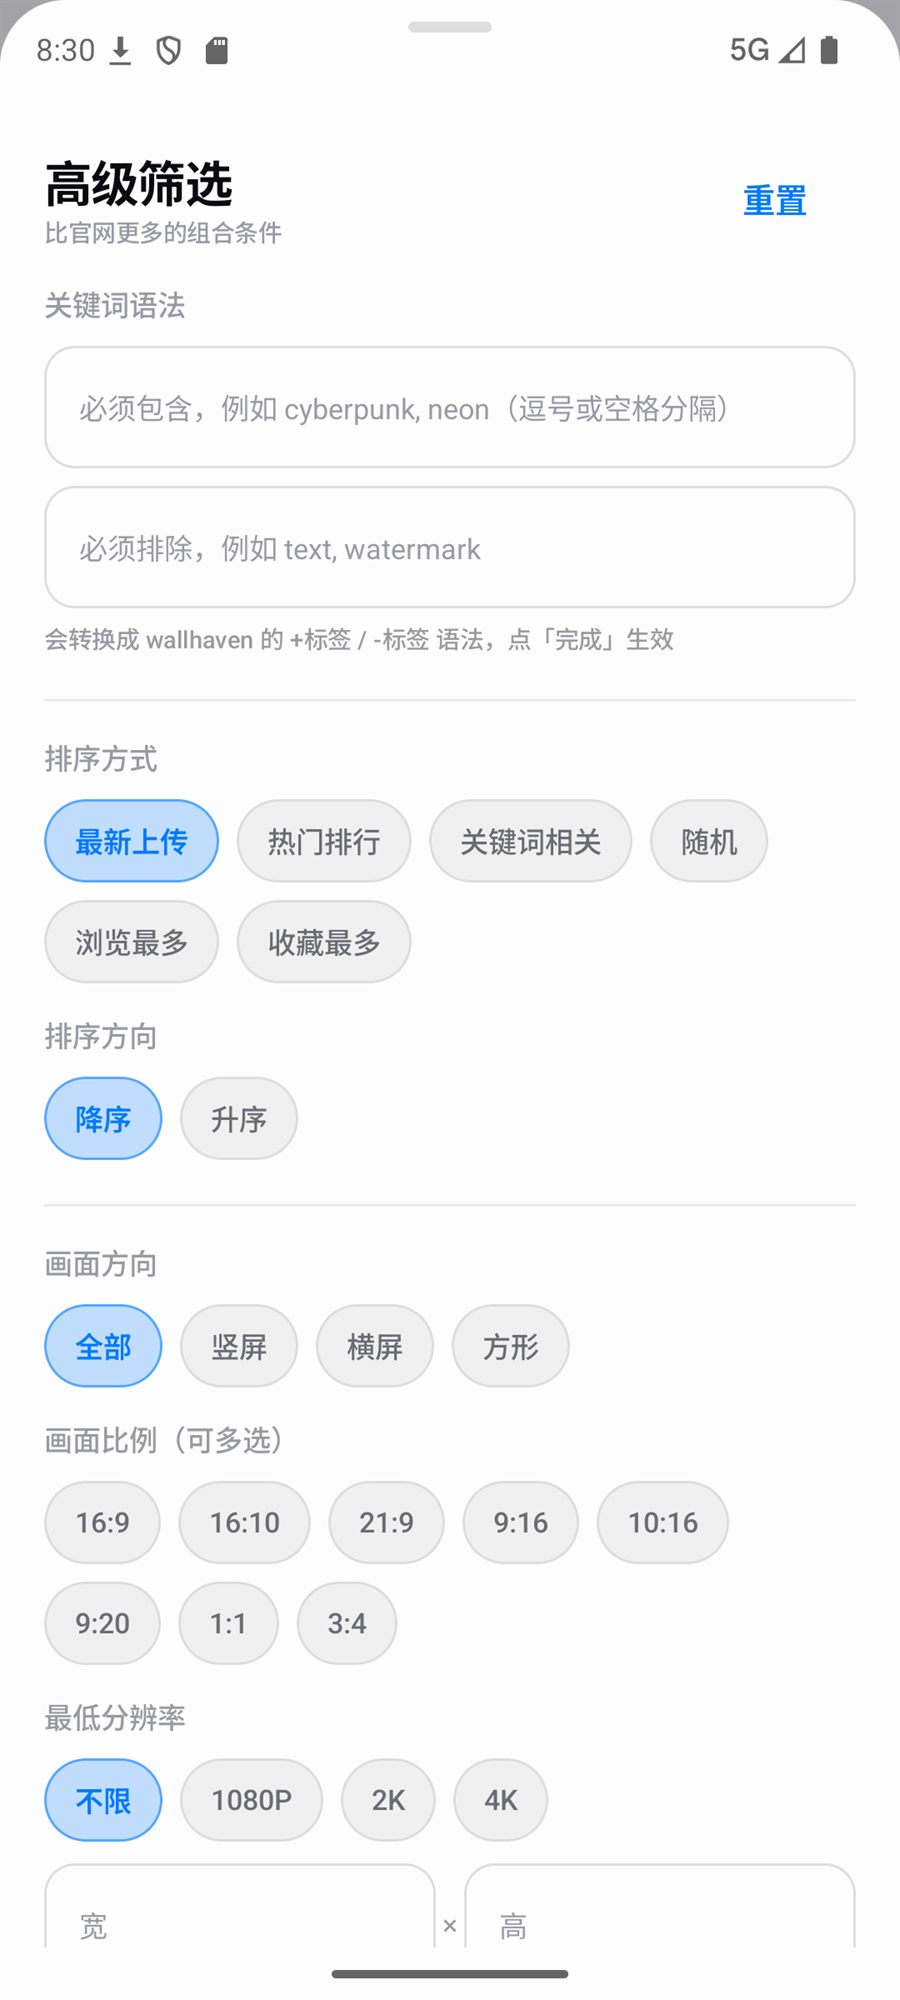 8:30
5G
高级筛选
重置
比官网更多的组合条件
关键词语法
必须包含，例如 cyberpunk, neon（逗号或空格分隔）
必须排除，例如 text, watermark
会转换成 wallhaven 的 +标签 / -标签 语法，点「完成」生效
排序方式
最新上传 热门排行 关键词相关 随机
浏览最多 收藏最多
排序方向
降序 升序
画面方向
全部 竖屏 横屏 方形
画面比例（可多选）
16:9 16:10 21:9 9:16 10:16
9:20 1:1 3:4
最低分辨率
不限 1080P 2K 4K
宽 × 高